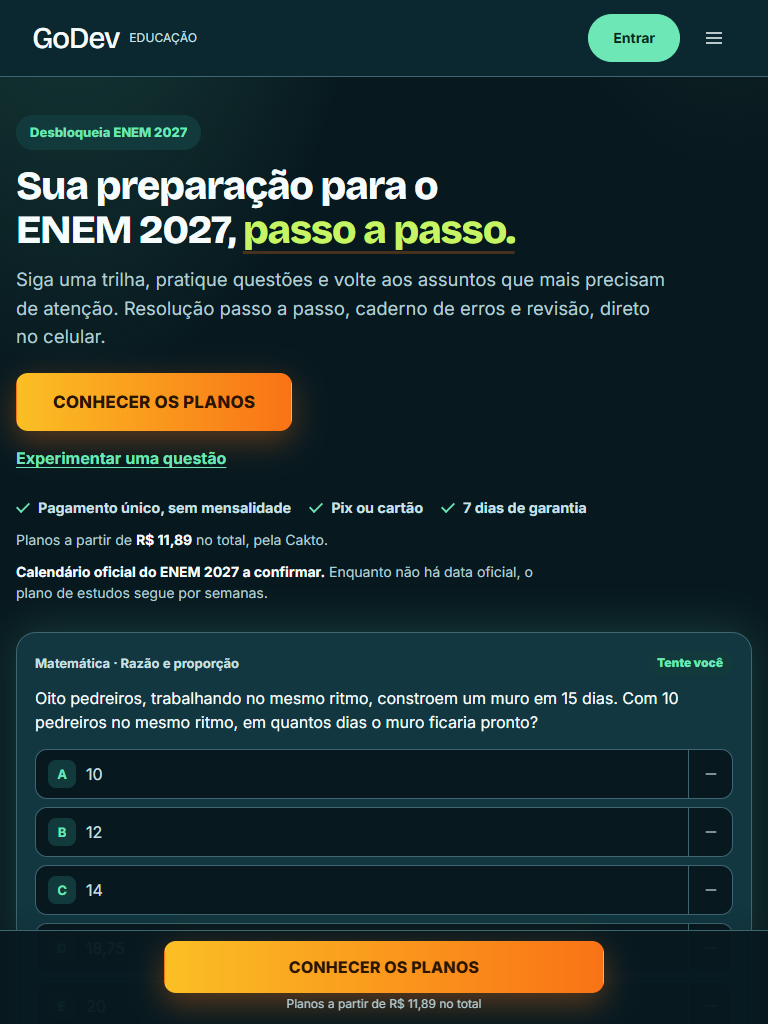 GoDev EDUCAÇÃO
Entrar
Desbloqueia ENEM 2027
Sua preparação para o
ENEM 2027, passo a passo.
Siga uma trilha, pratique questões e volte aos assuntos que mais precisam
de atenção. Resolução passo a passo, caderno de erros e revisão, direto
no celular.
CONHECER OS PLANOS
Experimentar uma questão
Pagamento único, sem mensalidade Pix ou cartão 7 dias de garantia
Planos a partir de R$ 11,89 no total, pela Cakto.
Calendário oficial do ENEM 2027 a confirmar. Enquanto não há data oficial, o
plano de estudos segue por semanas.
Matemática · Razão e proporção
Tente você
Oito pedreiros, trabalhando no mesmo ritmo, constroem um muro em 15 dias. Com 10
pedreiros no mesmo ritmo, em quantos dias o muro ficaria pronto?
A 10
B 12
C 14
D 18,75
CONHECER OS PLANOS
E 20
Planos a partir de R$ 11,89 no total